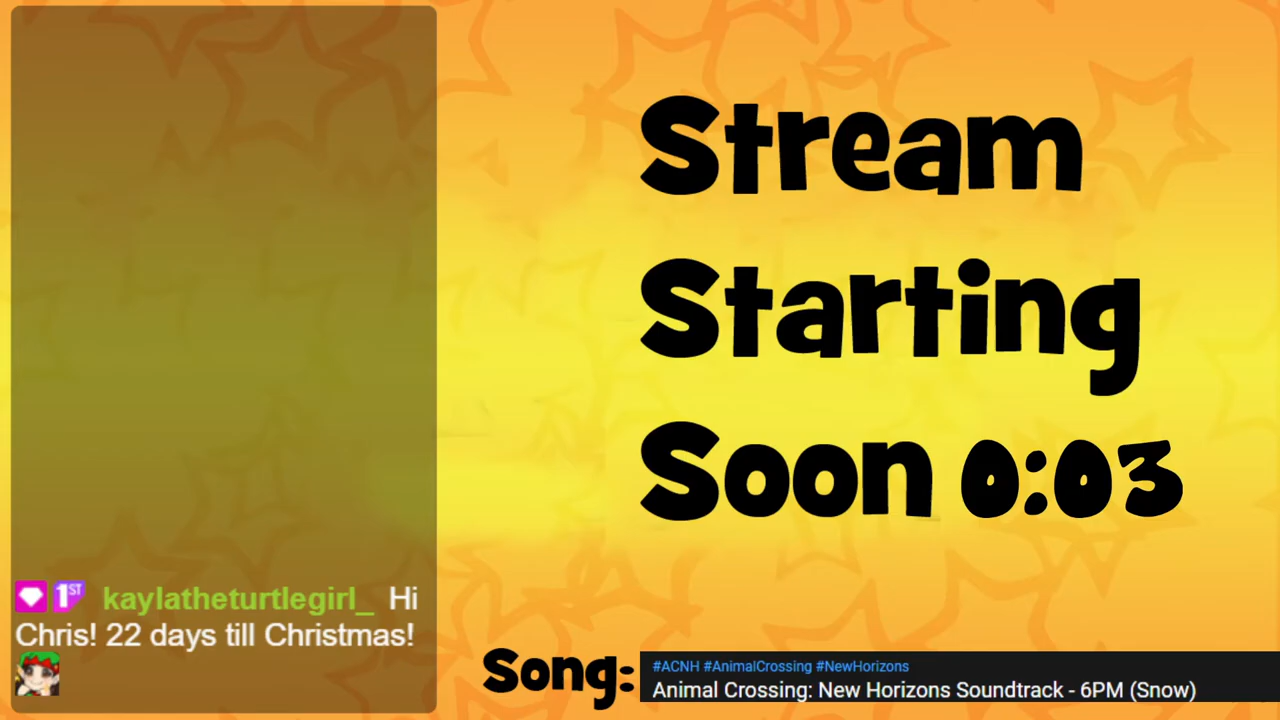 Stream
Starting
Soon 0:03
1ST kaylatheturtlegirl_ Hi
Chris! 22 days till Christmas!
Song:
#ACNH #AnimalCrossing #NewHorizons
Animal Crossing: New Horizons Soundtrack - 6PM (Snow)